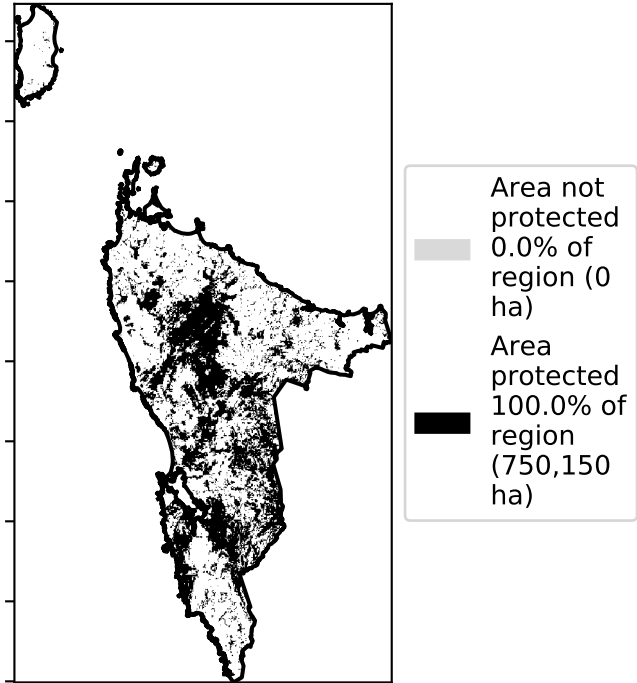 Area not
protected
0.0% of
region (0
ha)
Area
protected
100.0% of
region
(750,150
ha)